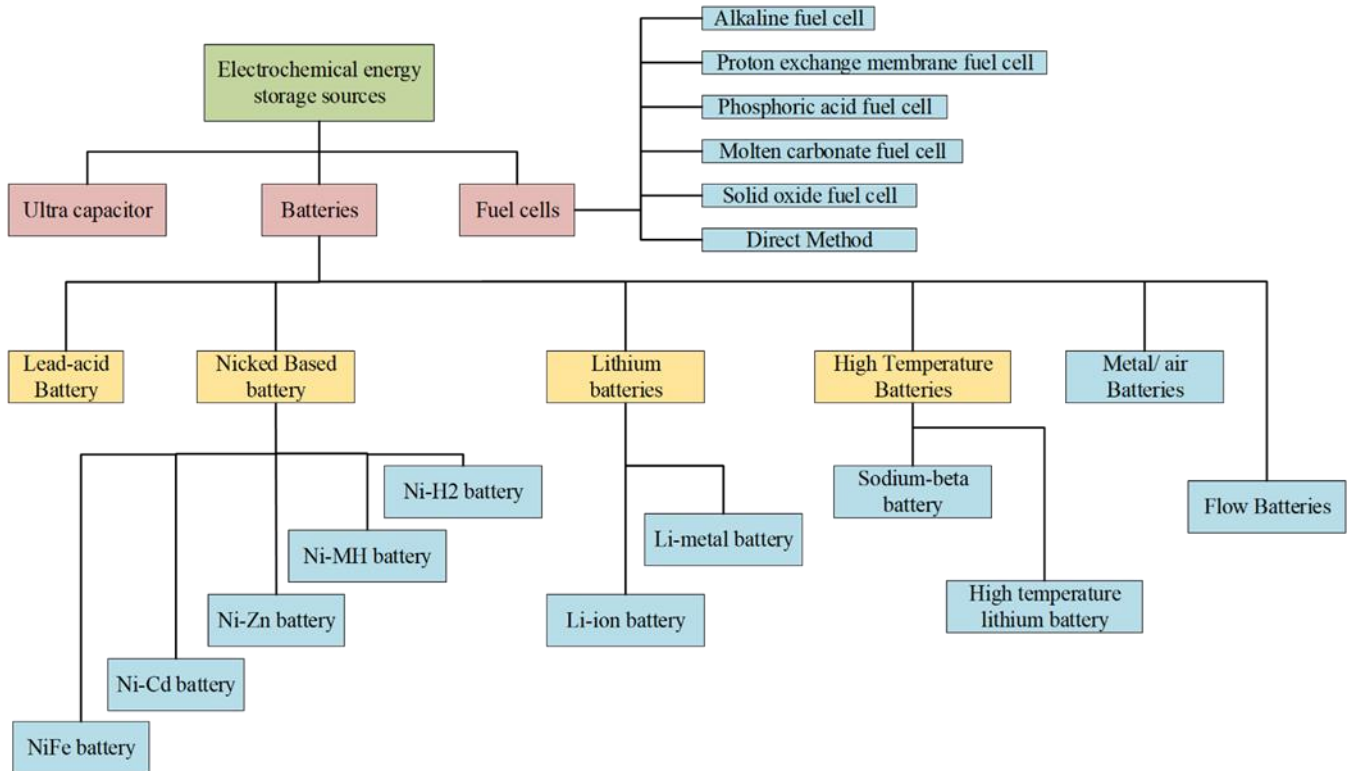 Alkaline fuel cell
Electrochemical energy
storage sources
Proton exchange membrane fuel cell
Phosphoric acid fuel cell
Molten carbonate fuel cell
Ultra capacitor
Batteries
Fuel cells
Solid oxide fuel cell
Direct Method
Lead-acid
Battery
Nicked Based
battery
Lithium
batteries
High Temperature
Batteries
Metal/ air
Batteries
Ni-H2 battery
Sodium-beta
battery
Flow Batteries
Ni-MH battery
Li-metal battery
Ni-Zn battery
Li-ion battery
High temperature
lithium battery
Ni-Cd battery
NiFe battery